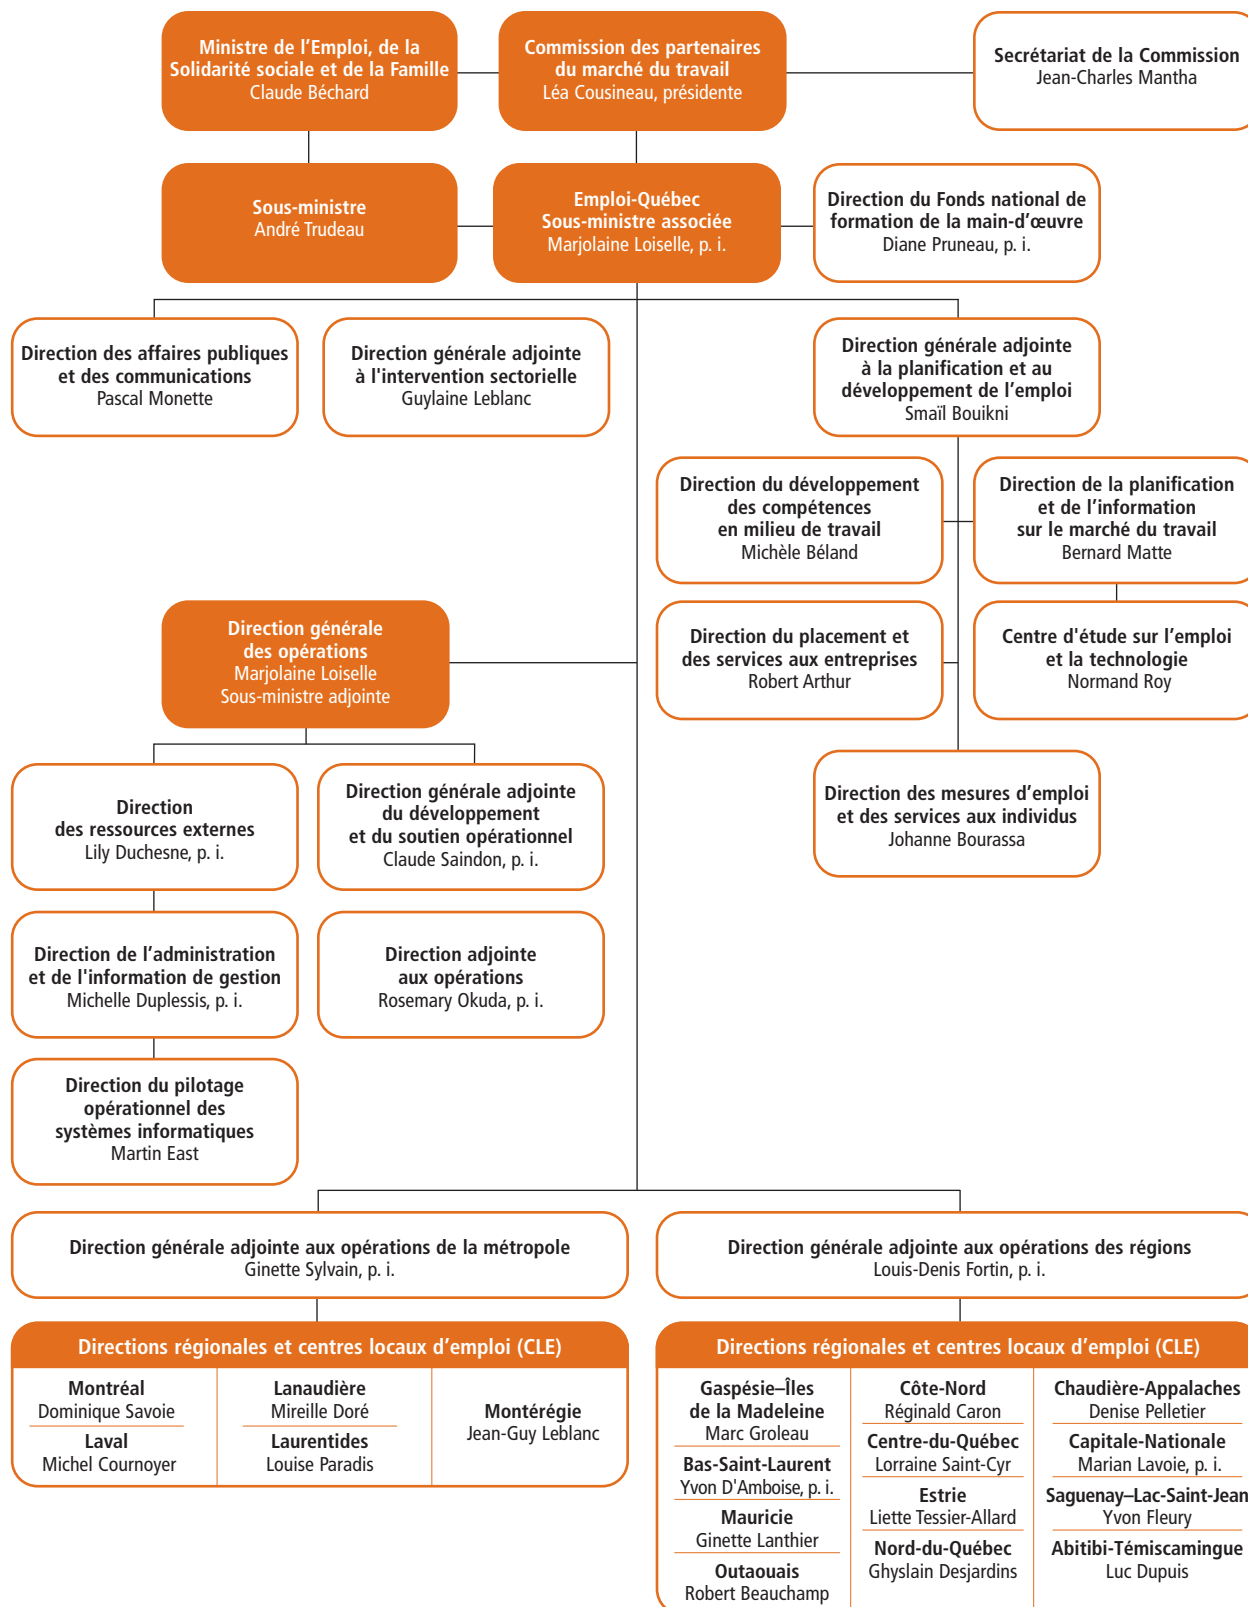 Ministre de l'Emploi, de la
Solidarité sociale et de la Famille
Claude Béchard
Commission des partenaires
du marché du travail
Léa Cousineau, présidente
Secrétariat de la Commission
Jean-Charles Mantha
Sous-ministre
André Trudeau
Emploi-Québec
Sous-ministre associée
Marjolaine Loiselle, p. i.
Direction du Fonds national de
formation de la main-d'œuvre
Diane Pruneau, p. i.
Direction des affaires publiques
et des communications
Pascal Monette
Direction générale adjointe
à l'intervention sectorielle
Guylaine Leblanc
Direction générale adjointe
à la planification et au
développement de l'emploi
Smaïl Bouikni
Direction du développement
des compétences
en milieu de travail
Michèle Béland
Direction de la planification
et de l'information
sur le marché du travail
Bernard Matte
Direction générale
des opérations
Marjolaine Loiselle
Sous-ministre adjointe
Direction du placement et
des services aux entreprises
Robert Arthur
Centre d'étude sur l'emploi
et la technologie
Normand Roy
Direction
des ressources externes
Lily Duchesne, p. i.
Direction générale adjointe
du développement
et du soutien opérationnel
Claude Saindon, p. i.
Direction des mesures d'emploi
et des services aux individus
Johanne Bourassa
Direction de l'administration
et de l'information de gestion
Michelle Duplessis, p. i.
Direction adjointe
aux opérations
Rosemary Okuda, p. i.
Direction du pilotage
opérationnel des
systèmes informatiques
Martin East
Direction générale adjointe aux opérations de la métropole
Ginette Sylvain, p. i.
Direction générale adjointe aux opérations des régions
Louis-Denis Fortin, p. i.
Directions régionales et centres locaux d'emploi (CLE)
Montréal
Dominique Savoie
Laval
Michel Cournoyer
Lanaudière
Mireille Doré
Laurentides
Louise Paradis
Montérégie
Jean-Guy Leblanc
Directions régionales et centres locaux d'emploi (CLE)
Gaspésie–Îles
de la Madeleine
Marc Groleau
Bas-Saint-Laurent
Yvon D'Amboise, p. i.
Mauricie
Ginette Lanthier
Outaouais
Robert Beauchamp
Côte-Nord
Réginald Caron
Centre-du-Québec
Lorraine Saint-Cyr
Estrie
Liette Tessier-Allard
Nord-du-Québec
Ghyslain Desjardins
Chaudière-Appalaches
Denise Pelletier
Capitale-Nationale
Marian Lavoie, p. i.
Saguenay–Lac-Saint-Jean
Yvon Fleury
Abitibi-Témiscamingue
Luc Dupuis